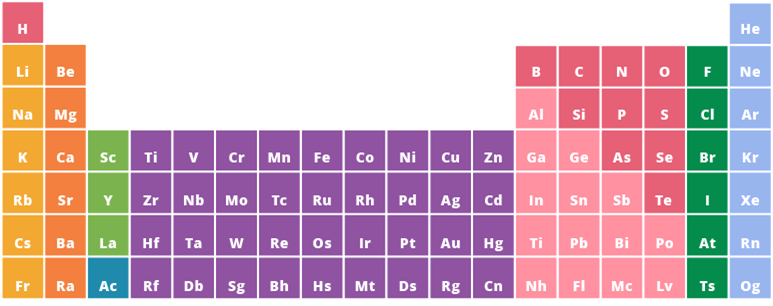 H He
Li Be B C N O F Ne
Na Mg Al Si P S Cl Ar
K Ca Sc Ti V Cr Mn Fe Co Ni Cu Zn Ga Ge As Se Br Kr
Rb Sr Y Zr Nb Mo Tc Ru Rh Pd Ag Cd In Sn Sb Te I Xe
Cs Ba La Hf Ta W Re Os Ir Pt Au Hg Ti Pb Bi Po At Rn
Fr Ra Ac Rf Db Sg Bh Hs Mt Ds Rg Cn Nh Fl Mc Lv Ts Og